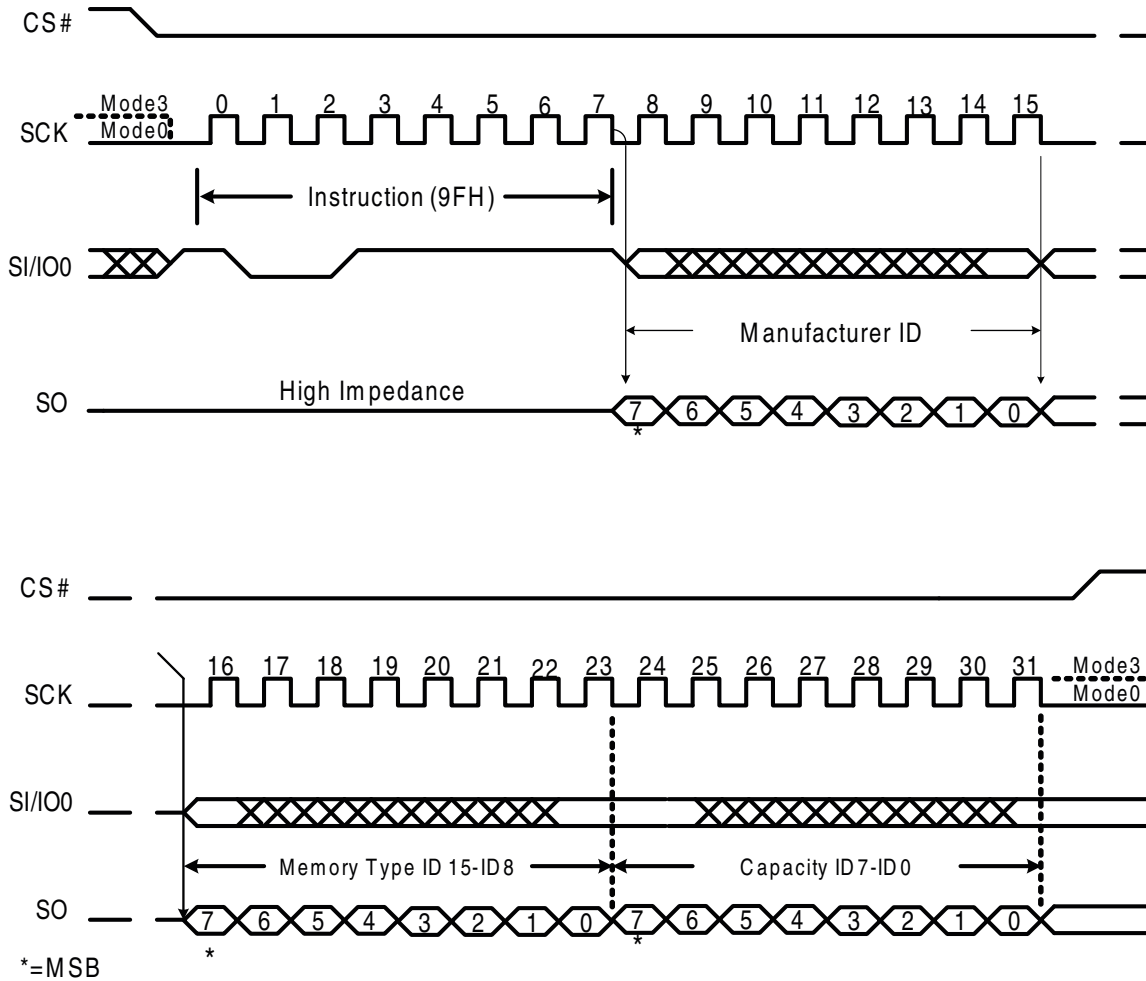 CS#
Mode3
0 1 2 3 4 5 6 7 8 9 10 11 12 13 14 15
SCK
Mode0
Instruction (9FH)
SI/IO0
Manufacturer ID
High Impedance
SO
7 6 5 4 3 2 1 0
*
CS#
16 17 18 19 20 21 22 23 24 25 26 27 28 29 30 31
Mode3
SCK
Mode0
SI/IO0
Memory Type ID15-ID8
Capacity ID7-ID0
SO
7 6 5 4 3 2 1 0 7 6 5 4 3 2 1 0
* *
*=MSB